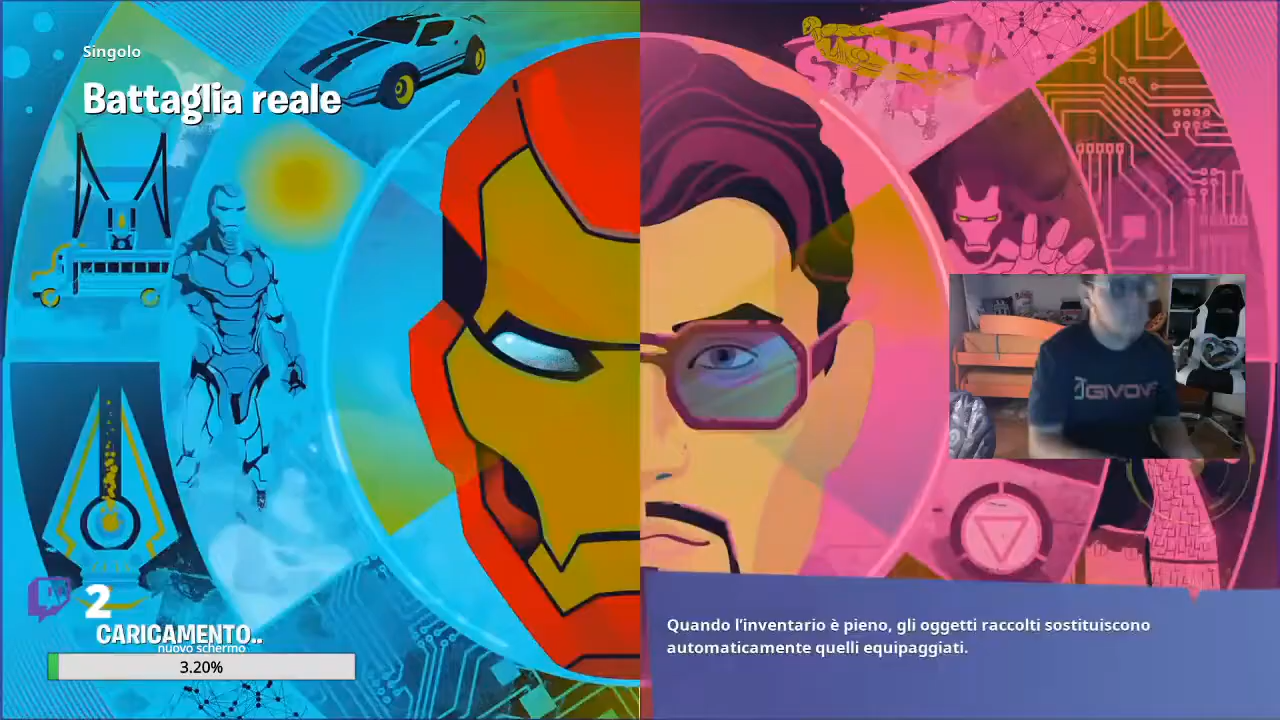 Singolo
Battaglia reale
STARK
GIVOVA
2
CARICAMENTO..
nuovo schermo
3.20%
Quando l'inventario è pieno, gli oggetti raccolti sostituiscono
automaticamente quelli equipaggiati.